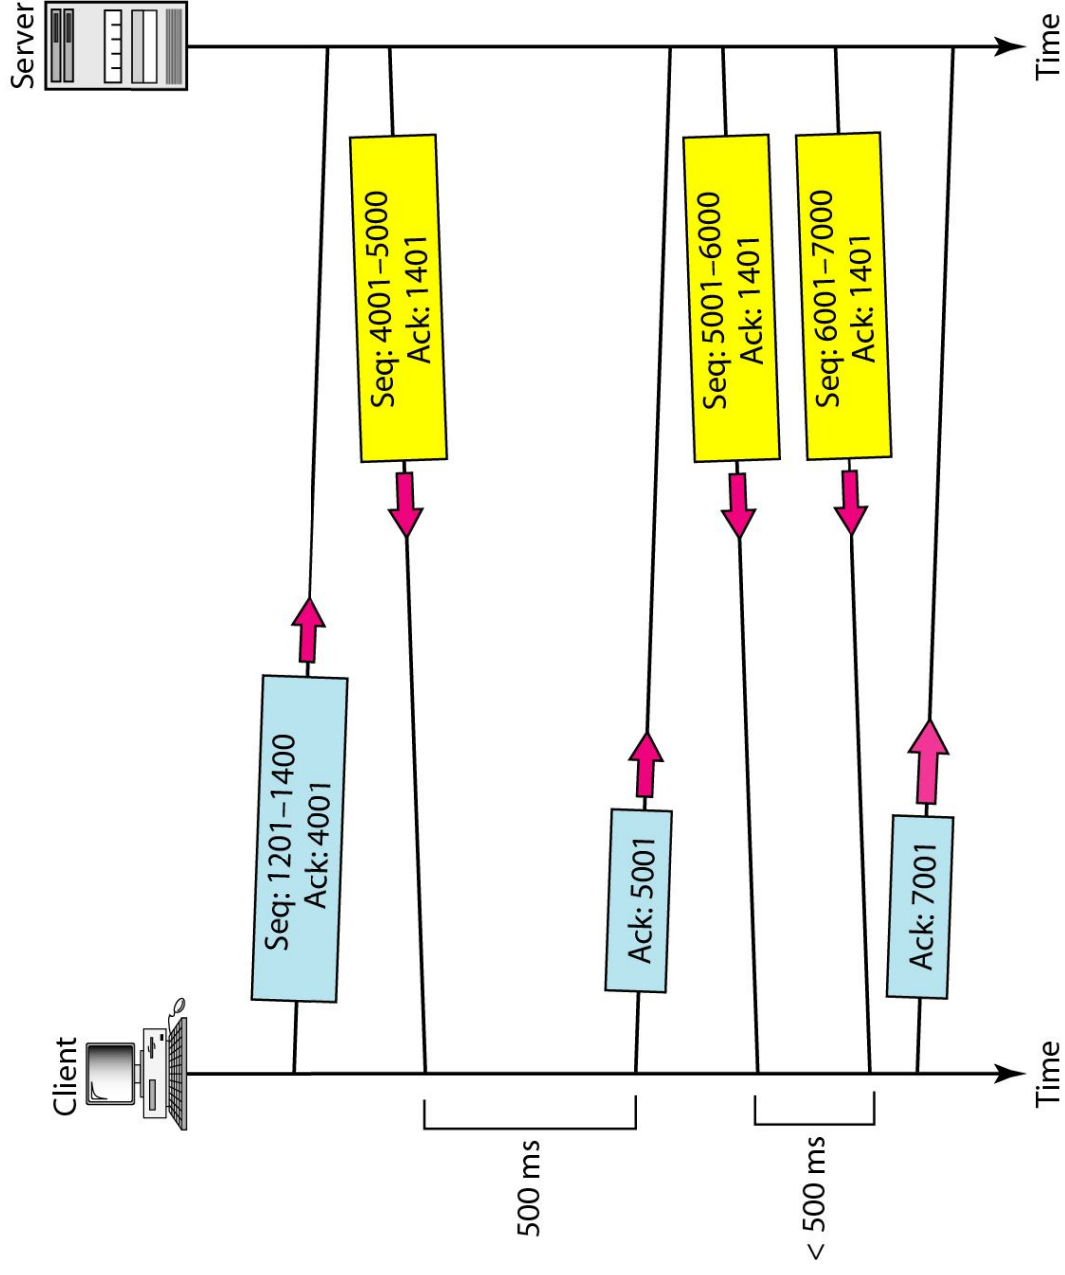 Client
Server
Seq: 1201–1400
Ack: 4001
Seq: 4001–5000
Ack: 1401
500 ms
Ack: 5001
Seq: 5001–6000
Ack: 1401
< 500 ms
Seq: 6001–7000
Ack: 1401
Ack: 7001
Time
Time